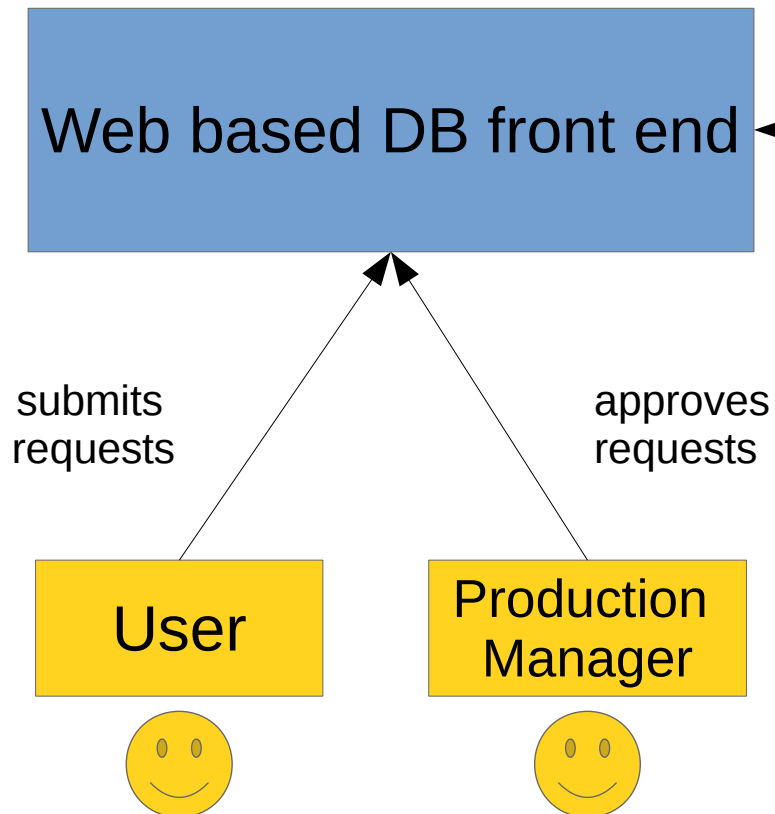 Web based DB front end
submits
requests
approves
requests
User
Production
Manager